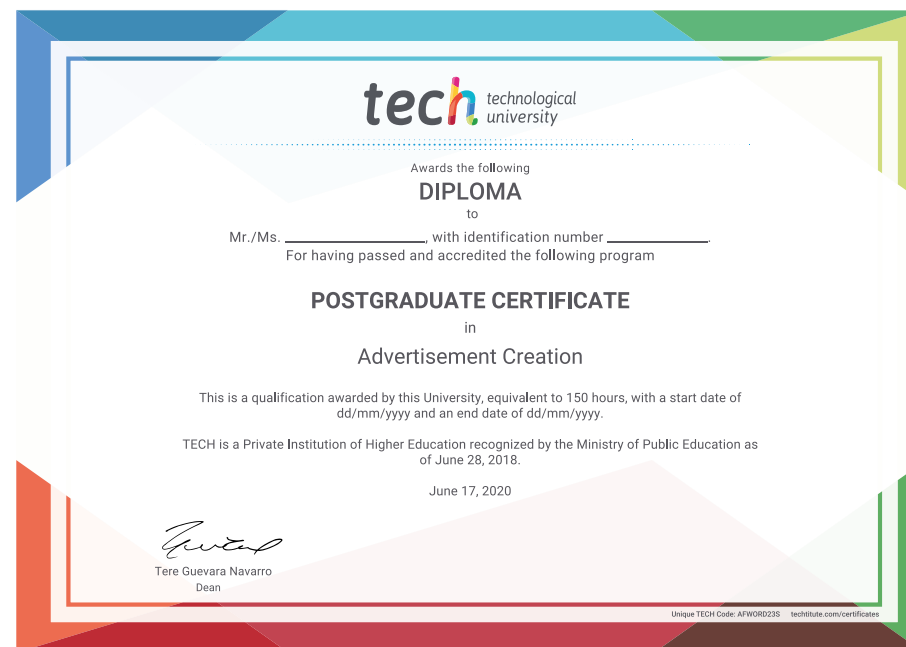 tech technological
university
Awards the following
DIPLOMA
to
Mr./Ms. ____________________, with identification number ______________.
For having passed and accredited the following program
POSTGRADUATE CERTIFICATE
in
Advertisement Creation
This is a qualification awarded by this University, equivalent to 150 hours, with a start date of
dd/mm/yyyy and an end date of dd/mm/yyyy.
TECH is a Private Institution of Higher Education recognized by the Ministry of Public Education as
of June 28, 2018.
June 17, 2020
Tere Guevara Navarro
Dean
Unique TECH Code: AFWORD23S techtitute.com/certificates